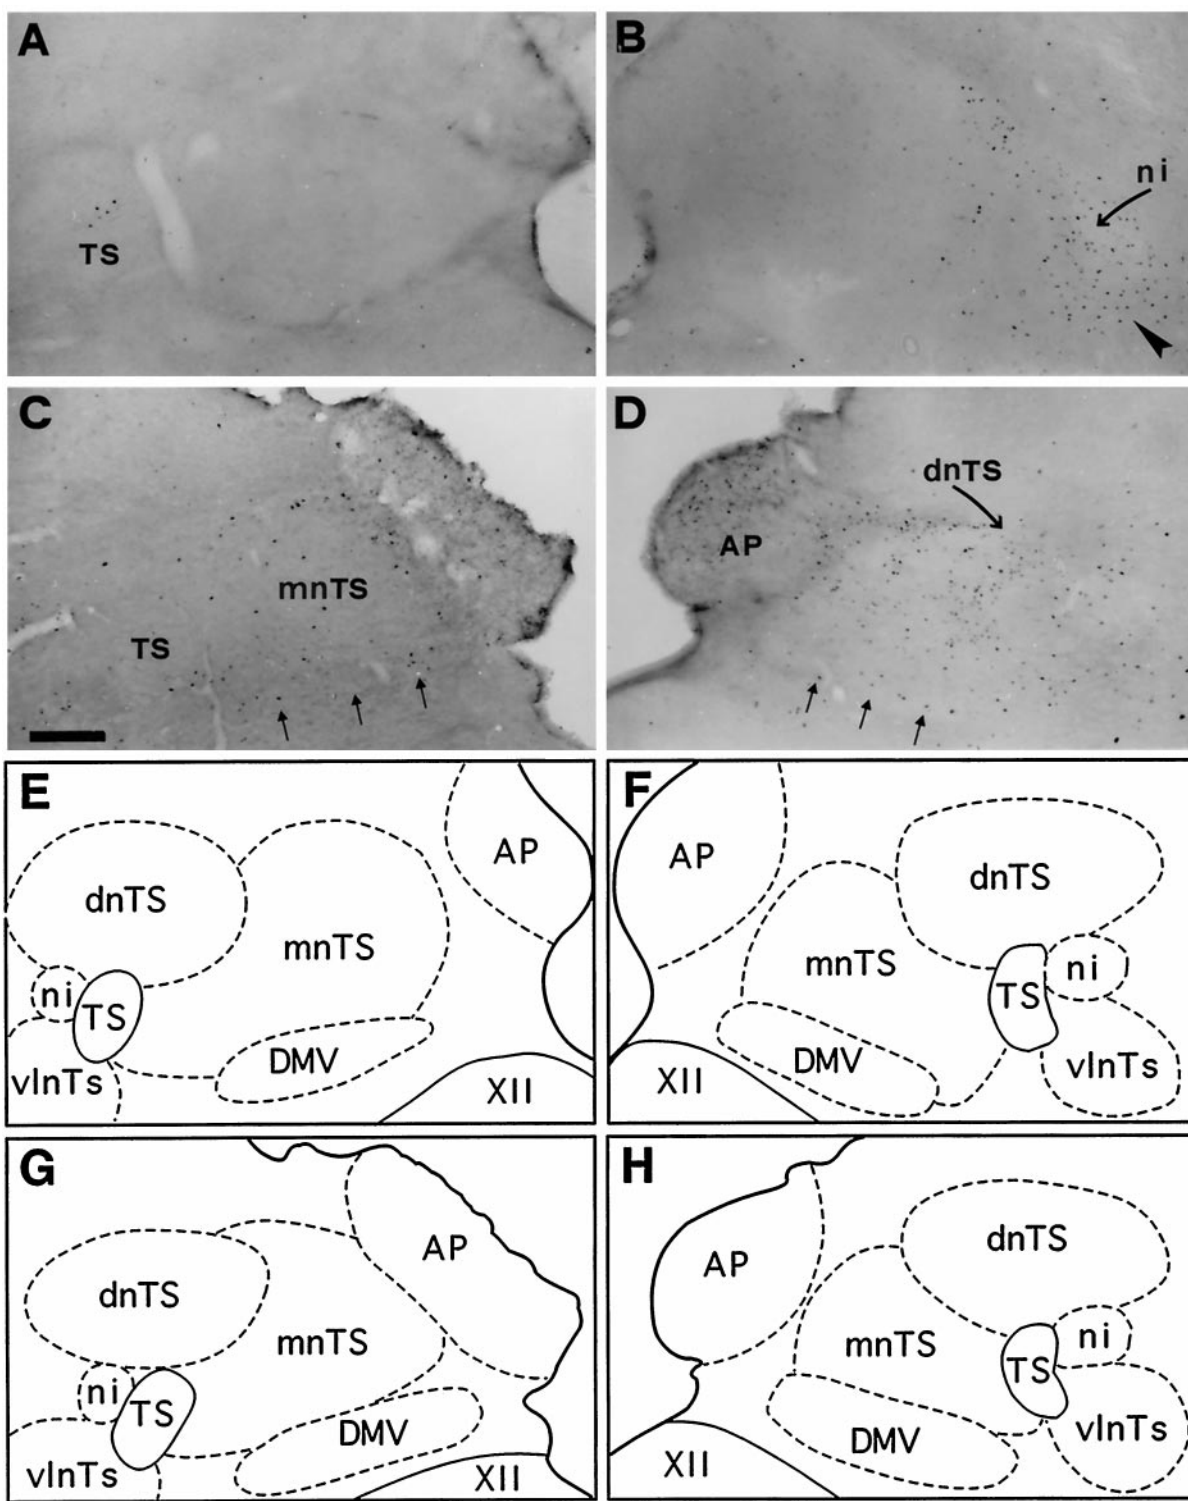 A
TS
B
ni
C
mnTS
TS
D
dnTS
AP
E
AP
dnTS
mnTS
ni
TS
DMV
vlnTs
XII
F
AP
dnTS
mnTS
ni
TS
DMV
vlnTs
XII
G
AP
dnTS
mnTS
ni
TS
DMV
vlnTs
XII
H
dnTS
AP
ni
mnTS
TS
DMV
vlnTs
XII